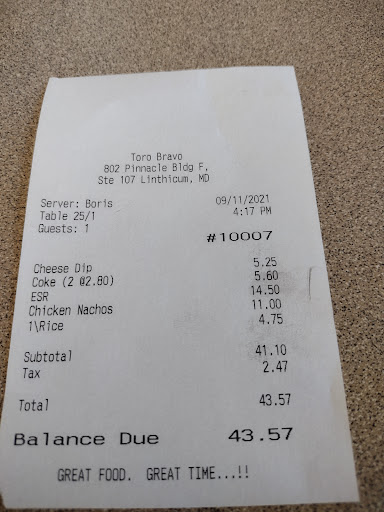 Toro Bravo
802 Pinnacle Bldg F,
Ste 107 Linthicum, MD
Server: Boris 09/11/2021
Table 25/1 4:17 PM
Guests: 1
#10007
Cheese Dip 5.25
Coke (2 @2.80) 5.60
ESR 14.50
Chicken Nachos 11.00
1\Rice 4.75
Subtotal 41.10
Tax 2.47
Total 43.57
Balance Due 43.57
GREAT FOOD. GREAT TIME...!!